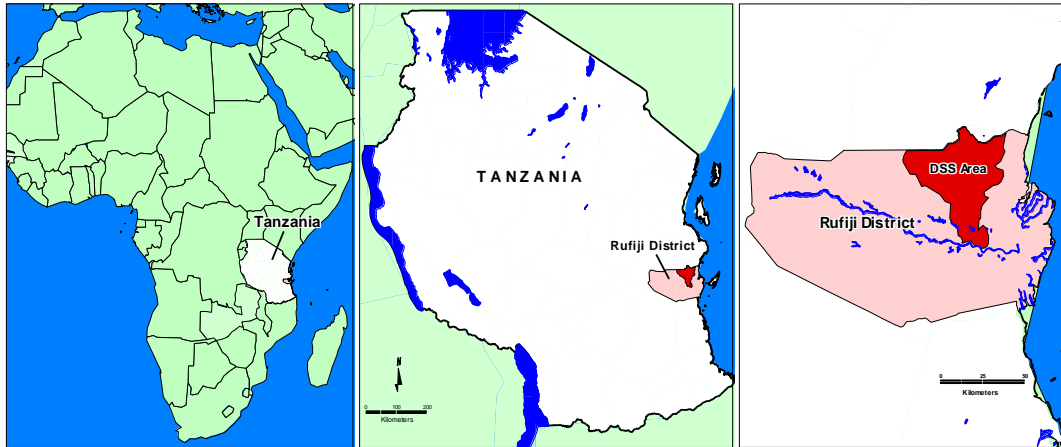 Tanzania
TANZANIA
Rufiji District
N
0 100 200
Kilometers
DSS Area
Rufiji District
0 25 50
Kilometers